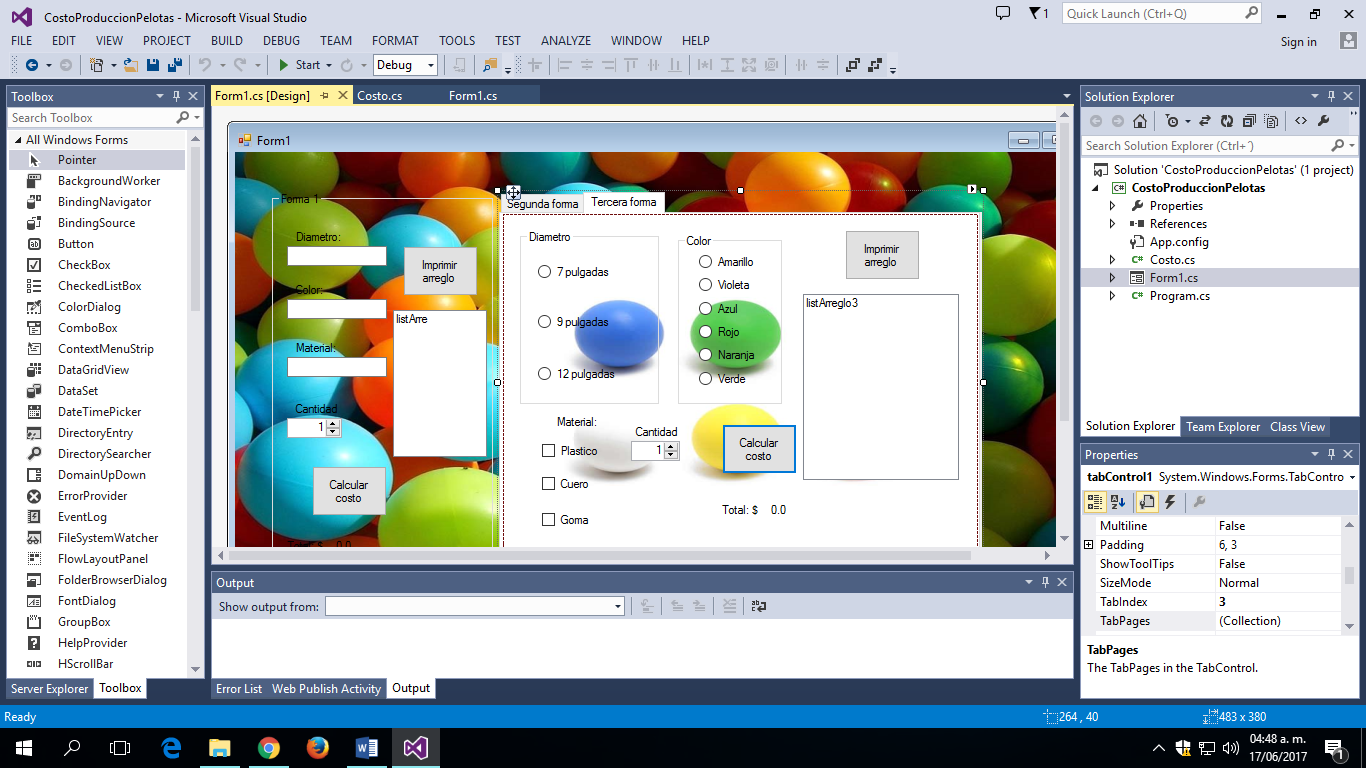 CostoProduccionPelotas - Microsoft Visual Studio
1
Quick Launch (Ctrl+Q)
FILE EDIT VIEW PROJECT BUILD DEBUG TEAM FORMAT TOOLS TEST ANALYZE WINDOW HELP
Sign in
Start
Debug
Toolbox
Search Toolbox
All Windows Forms
Pointer
BackgroundWorker
BindingNavigator
BindingSource
Button
CheckBox
CheckedListBox
ColorDialog
ComboBox
ContextMenuStrip
DataGridView
DataSet
DateTimePicker
DirectoryEntry
DirectorySearcher
DomainUpDown
ErrorProvider
EventLog
FileSystemWatcher
FlowLayoutPanel
FolderBrowserDialog
FontDialog
GroupBox
HelpProvider
HScrollBar
Server Explorer Toolbox
Form1.cs [Design]
Costo.cs
Form1.cs
Form1
Forma 1
Diametro:
Color:
Material:
Cantidad
1
Imprimir
arreglo
listArre
Calcular
costo
Total: $ 0.0
Segunda forma
Tercera forma
Diametro
7 pulgadas
9 pulgadas
12 pulgadas
Color
Amarillo
Violeta
Azul
Rojo
Naranja
Verde
Imprimir
arreglo
listArreglo3
Material:
Plastico
Cuero
Goma
Cantidad
1
Calcular
costo
Total: $ 0.0
Output
Show output from:
Error List Web Publish Activity Output
Solution Explorer
Search Solution Explorer (Ctrl+´)
Solution 'CostoProduccionPelotas' (1 project)
CostoProduccionPelotas
Properties
References
App.config
Costo.cs
Form1.cs
Program.cs
Solution Explorer Team Explorer Class View
Properties
tabControl1 System.Windows.Forms.TabContro
Multiline False
Padding 6, 3
ShowToolTips False
SizeMode Normal
TabIndex 3
TabPages (Collection)
TabPages
The TabPages in the TabControl.
Ready
264 , 40
483 x 380
04:48 a. m.
17/06/2017
1